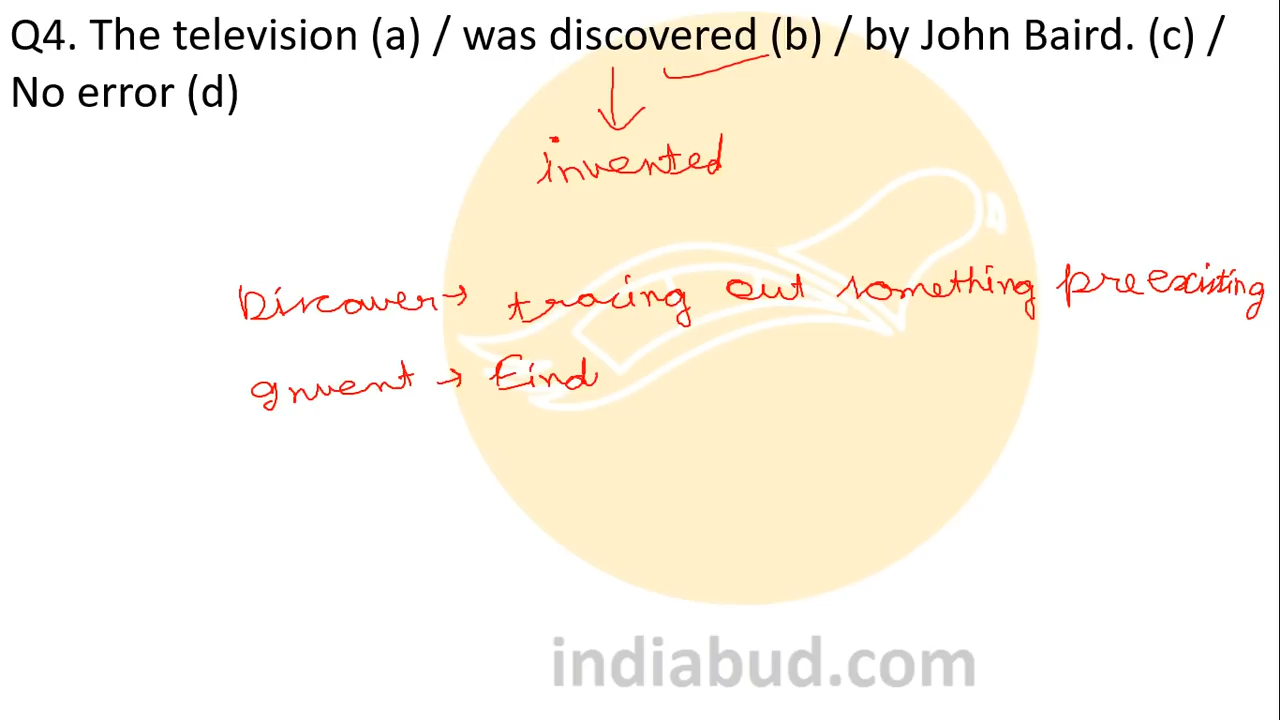 Q4. The television (a) / was discovered (b) / by John Baird. (c) /
No error (d)
invented
Discover → tracing out something preexisting
Invent → Find
indiabud.com